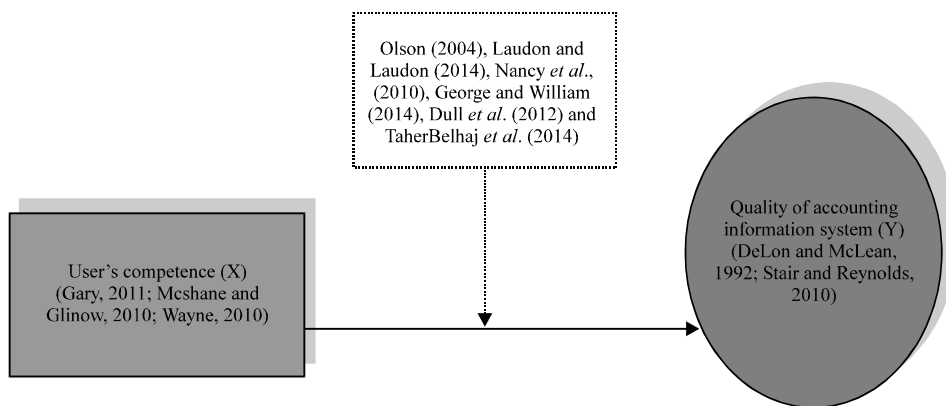 Olson (2004), Laudon and
Laudon (2014), Nancy et al.,
(2010), George and William
(2014), Dull et al. (2012) and
TaherBelhaj et al. (2014)
User's competence (X)
(Gary, 2011; Mcshane and
Glinow, 2010; Wayne, 2010)
Quality of accounting
information system (Y)
(DeLon and McLean,
1992; Stair and Reynolds,
2010)